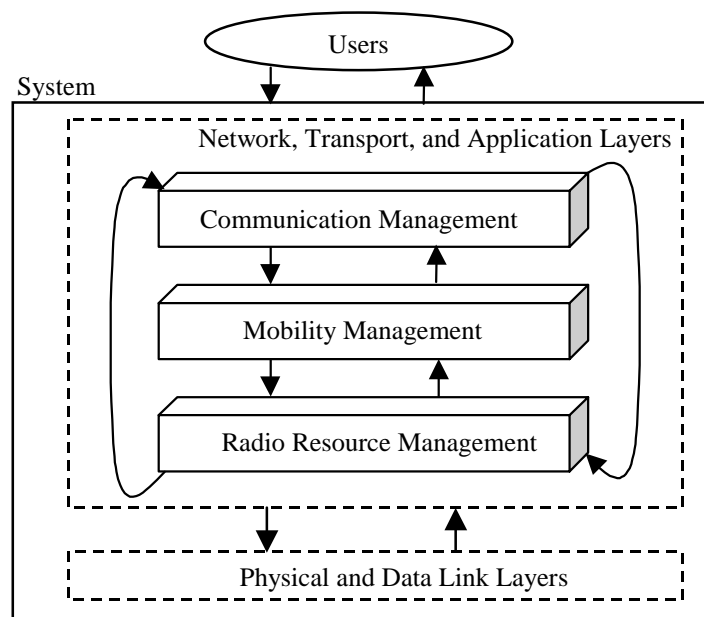 Users
System
Network, Transport, and Application Layers
Communication Management
Mobility Management
Radio Resource Management
Physical and Data Link Layers